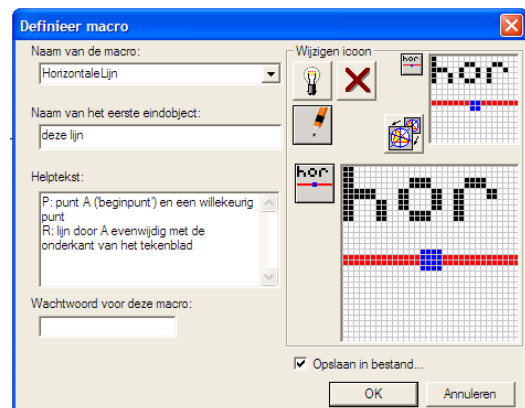 Definieer macro
Naam van de macro:
HorizontaleLijn
Naam van het eerste eindobject:
deze lijn
Helptekst:
P: punt A ('beginpunt') en een willekeurig
punt
R: lijn door A evenwijdig met de
onderkant van het tekenblad
Wachtwoord voor deze macro:
Wijzigen icoon
hor
hor
hor
hor
Opslaan in bestand...
OK
Annuleren